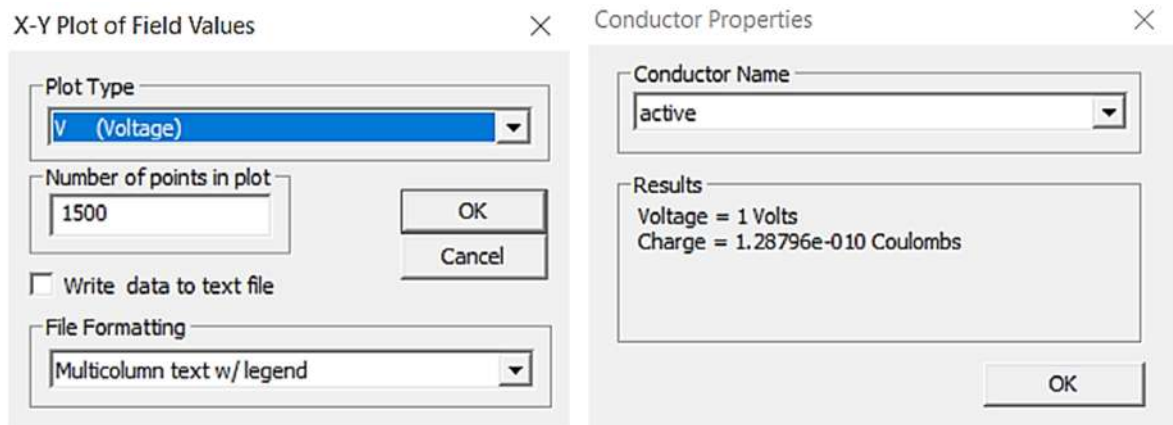 X-Y Plot of Field Values
Plot Type
V (Voltage)
Number of points in plot
1500
OK
Cancel
Write data to text file
File Formatting
Multicolumn text w/ legend
Conductor Properties
Conductor Name
active
Results
Voltage = 1 Volts
Charge = 1.28796e-010 Coulombs
OK